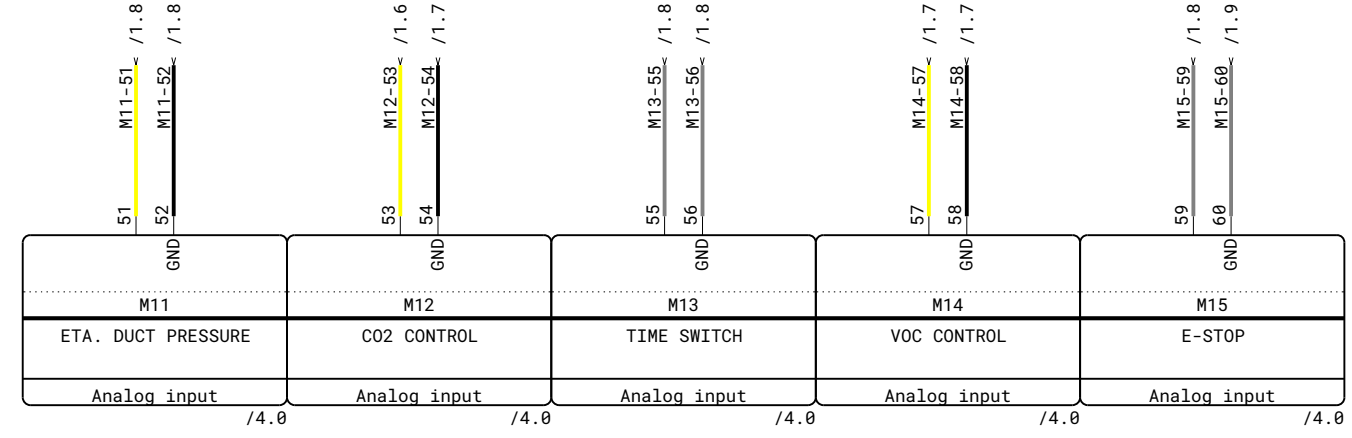 /1.8 /1.8 /1.6 /1.7 /1.8 /1.8 /1.7 /1.7 /1.8 /1.9
M11-51 M11-52 M12-53 M12-54 M13-55 M13-56 M14-57 M14-58 M15-59 M15-60
51 52 53 54 55 56 57 58 59 60
GND GND GND GND GND
M11 M12 M13 M14 M15
ETA. DUCT PRESSURE CO2 CONTROL TIME SWITCH VOC CONTROL E-STOP
Analog input Analog input Analog input Analog input Analog input
/4.0 /4.0 /4.0 /4.0 /4.0